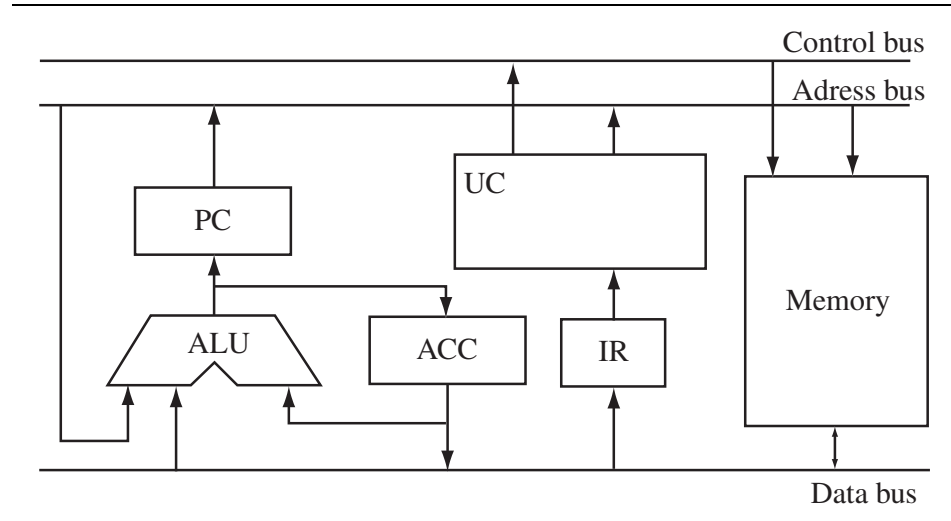 Control bus
Adress bus
UC
PC
Memory
ALU
ACC
IR
Data bus